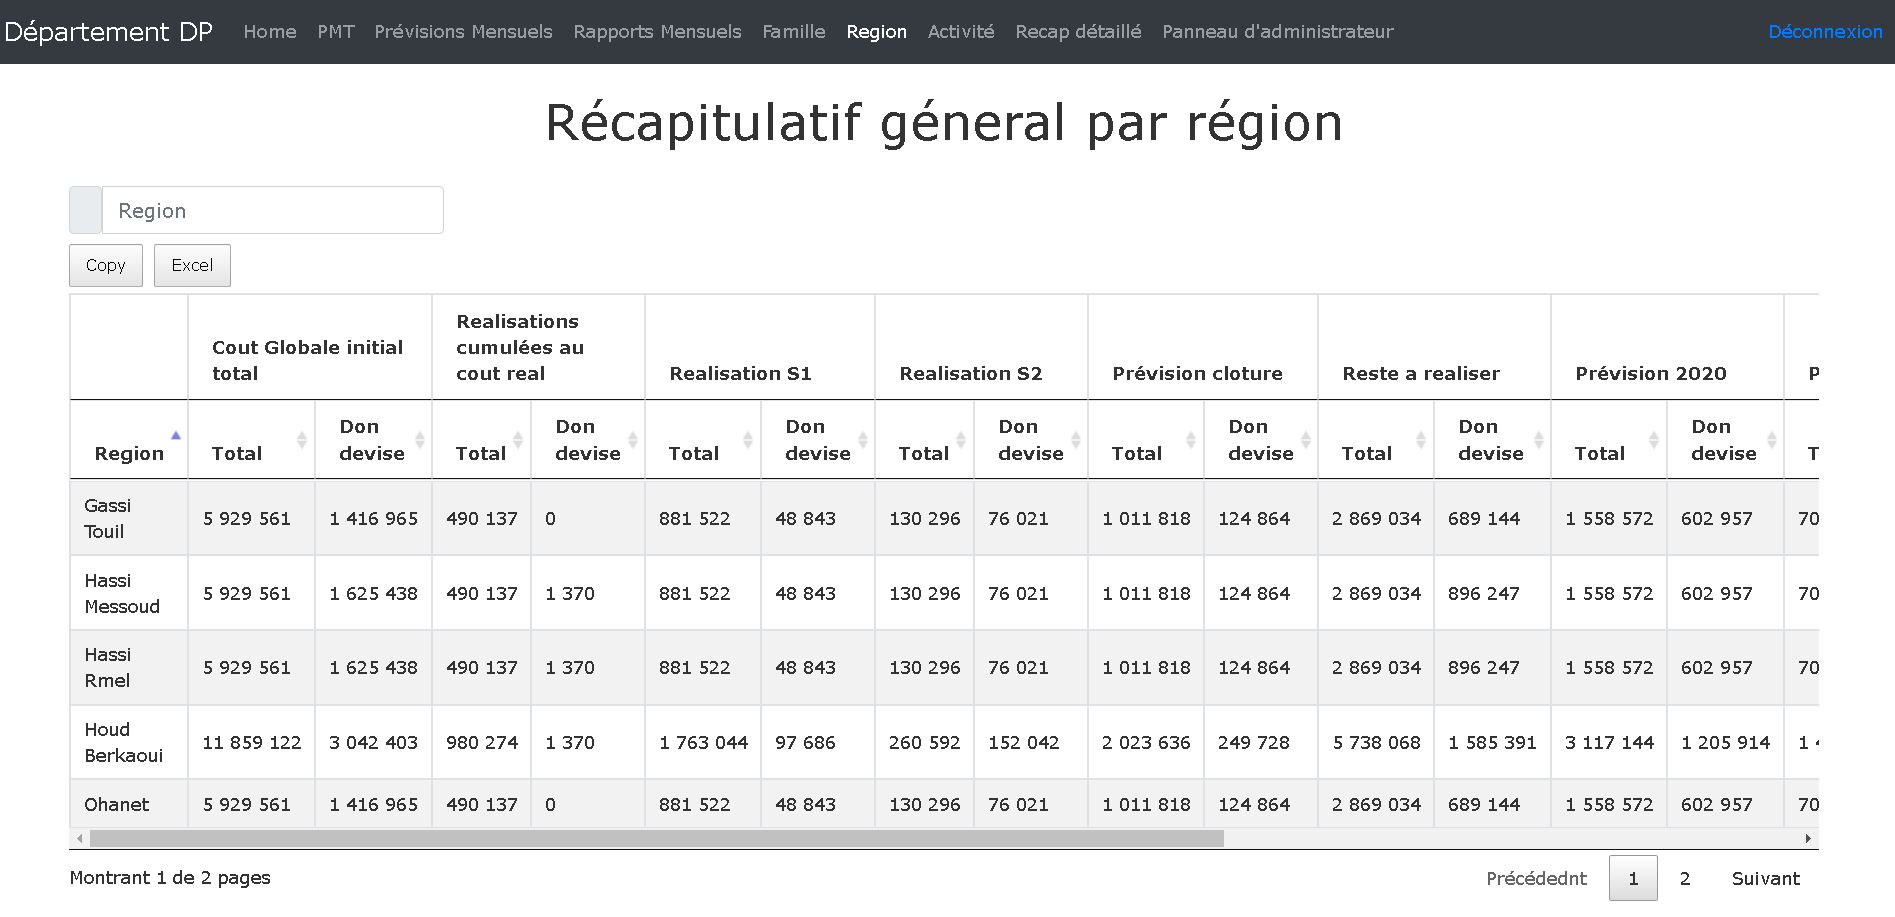 Département DP Home PMT Prévisions Mensuels Rapports Mensuels Famille Region Activité Recap détaillé Panneau d'administrateur Déconnexion
Récapitulatif géneral par région
Region
Copy Excel
Cout Globale initial total Realisations cumulées au cout real Realisation S1 Realisation S2 Prévision cloture Reste a realiser Prévision 2020 P
Region Total Don devise Total Don devise Total Don devise Total Don devise Total Don devise Total Don devise Total Don devise T
Gassi Touil 5 929 561 1 416 965 490 137 0 881 522 48 843 130 296 76 021 1 011 818 124 864 2 869 034 689 144 1 558 572 602 957 70
Hassi Messoud 5 929 561 1 625 438 490 137 1 370 881 522 48 843 130 296 76 021 1 011 818 124 864 2 869 034 896 247 1 558 572 602 957 70
Hassi Rmel 5 929 561 1 625 438 490 137 1 370 881 522 48 843 130 296 76 021 1 011 818 124 864 2 869 034 896 247 1 558 572 602 957 70
Houd Berkaoui 11 859 122 3 042 403 980 274 1 370 1 763 044 97 686 260 592 152 042 2 023 636 249 728 5 738 068 1 585 391 3 117 144 1 205 914 1
Ohanet 5 929 561 1 416 965 490 137 0 881 522 48 843 130 296 76 021 1 011 818 124 864 2 869 034 689 144 1 558 572 602 957 70
Montrant 1 de 2 pages Précédednt 1 2 Suivant